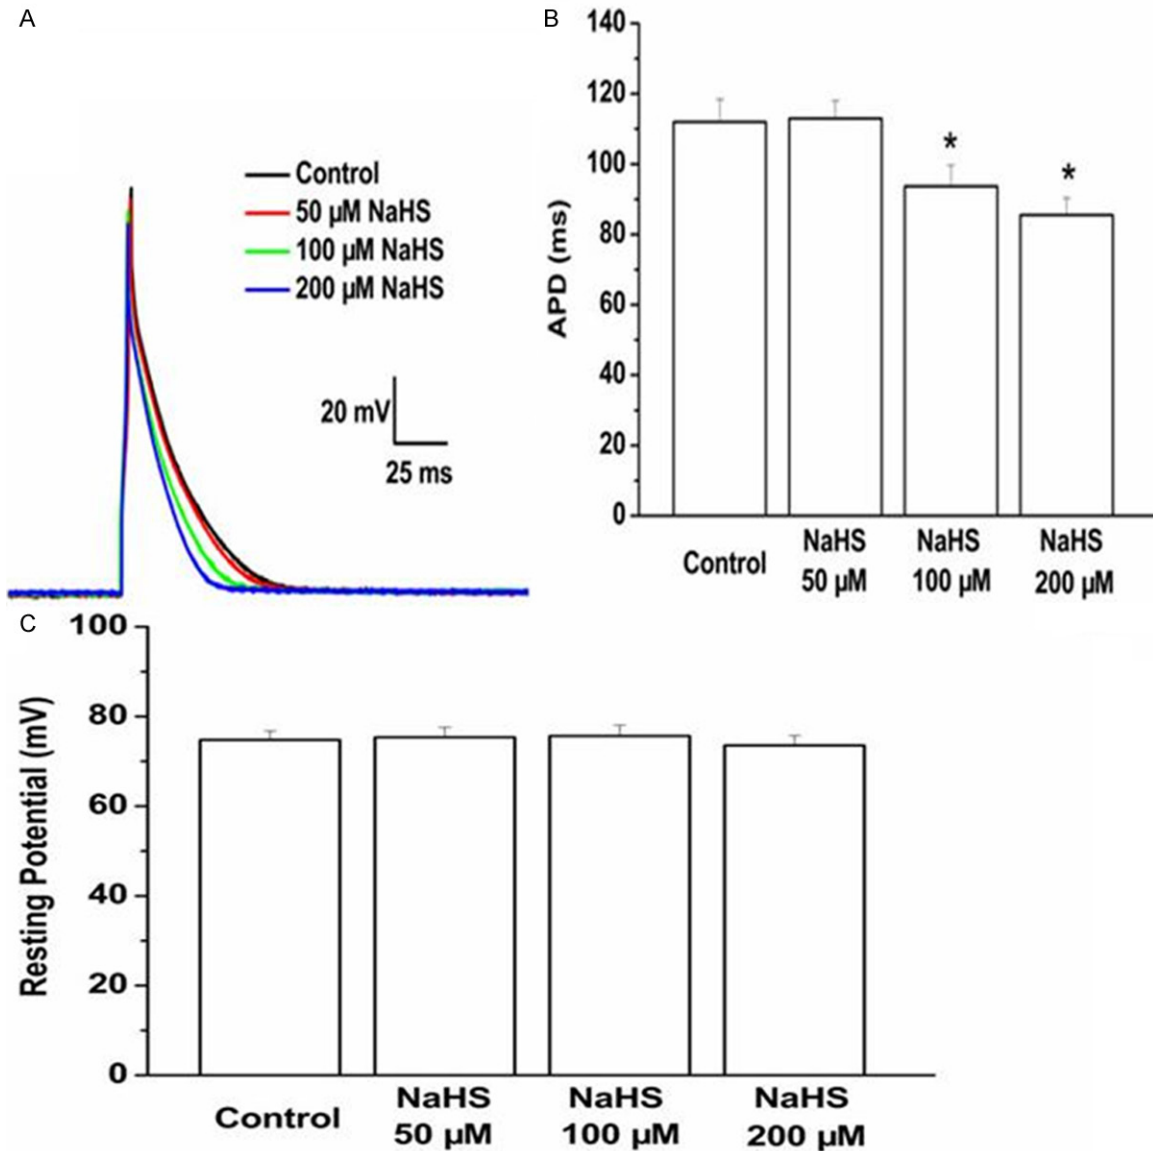 A
Control
50 µM NaHS
100 µM NaHS
200 µM NaHS
20 mV
25 ms
B
140
120
100
80
60
40
20
0
APD (ms)
*
*
Control
NaHS
50 µM
NaHS
100 µM
NaHS
200 µM
C
100
80
60
40
20
0
Resting Potential (mV)
Control
NaHS
50 µM
NaHS
100 µM
NaHS
200 µM